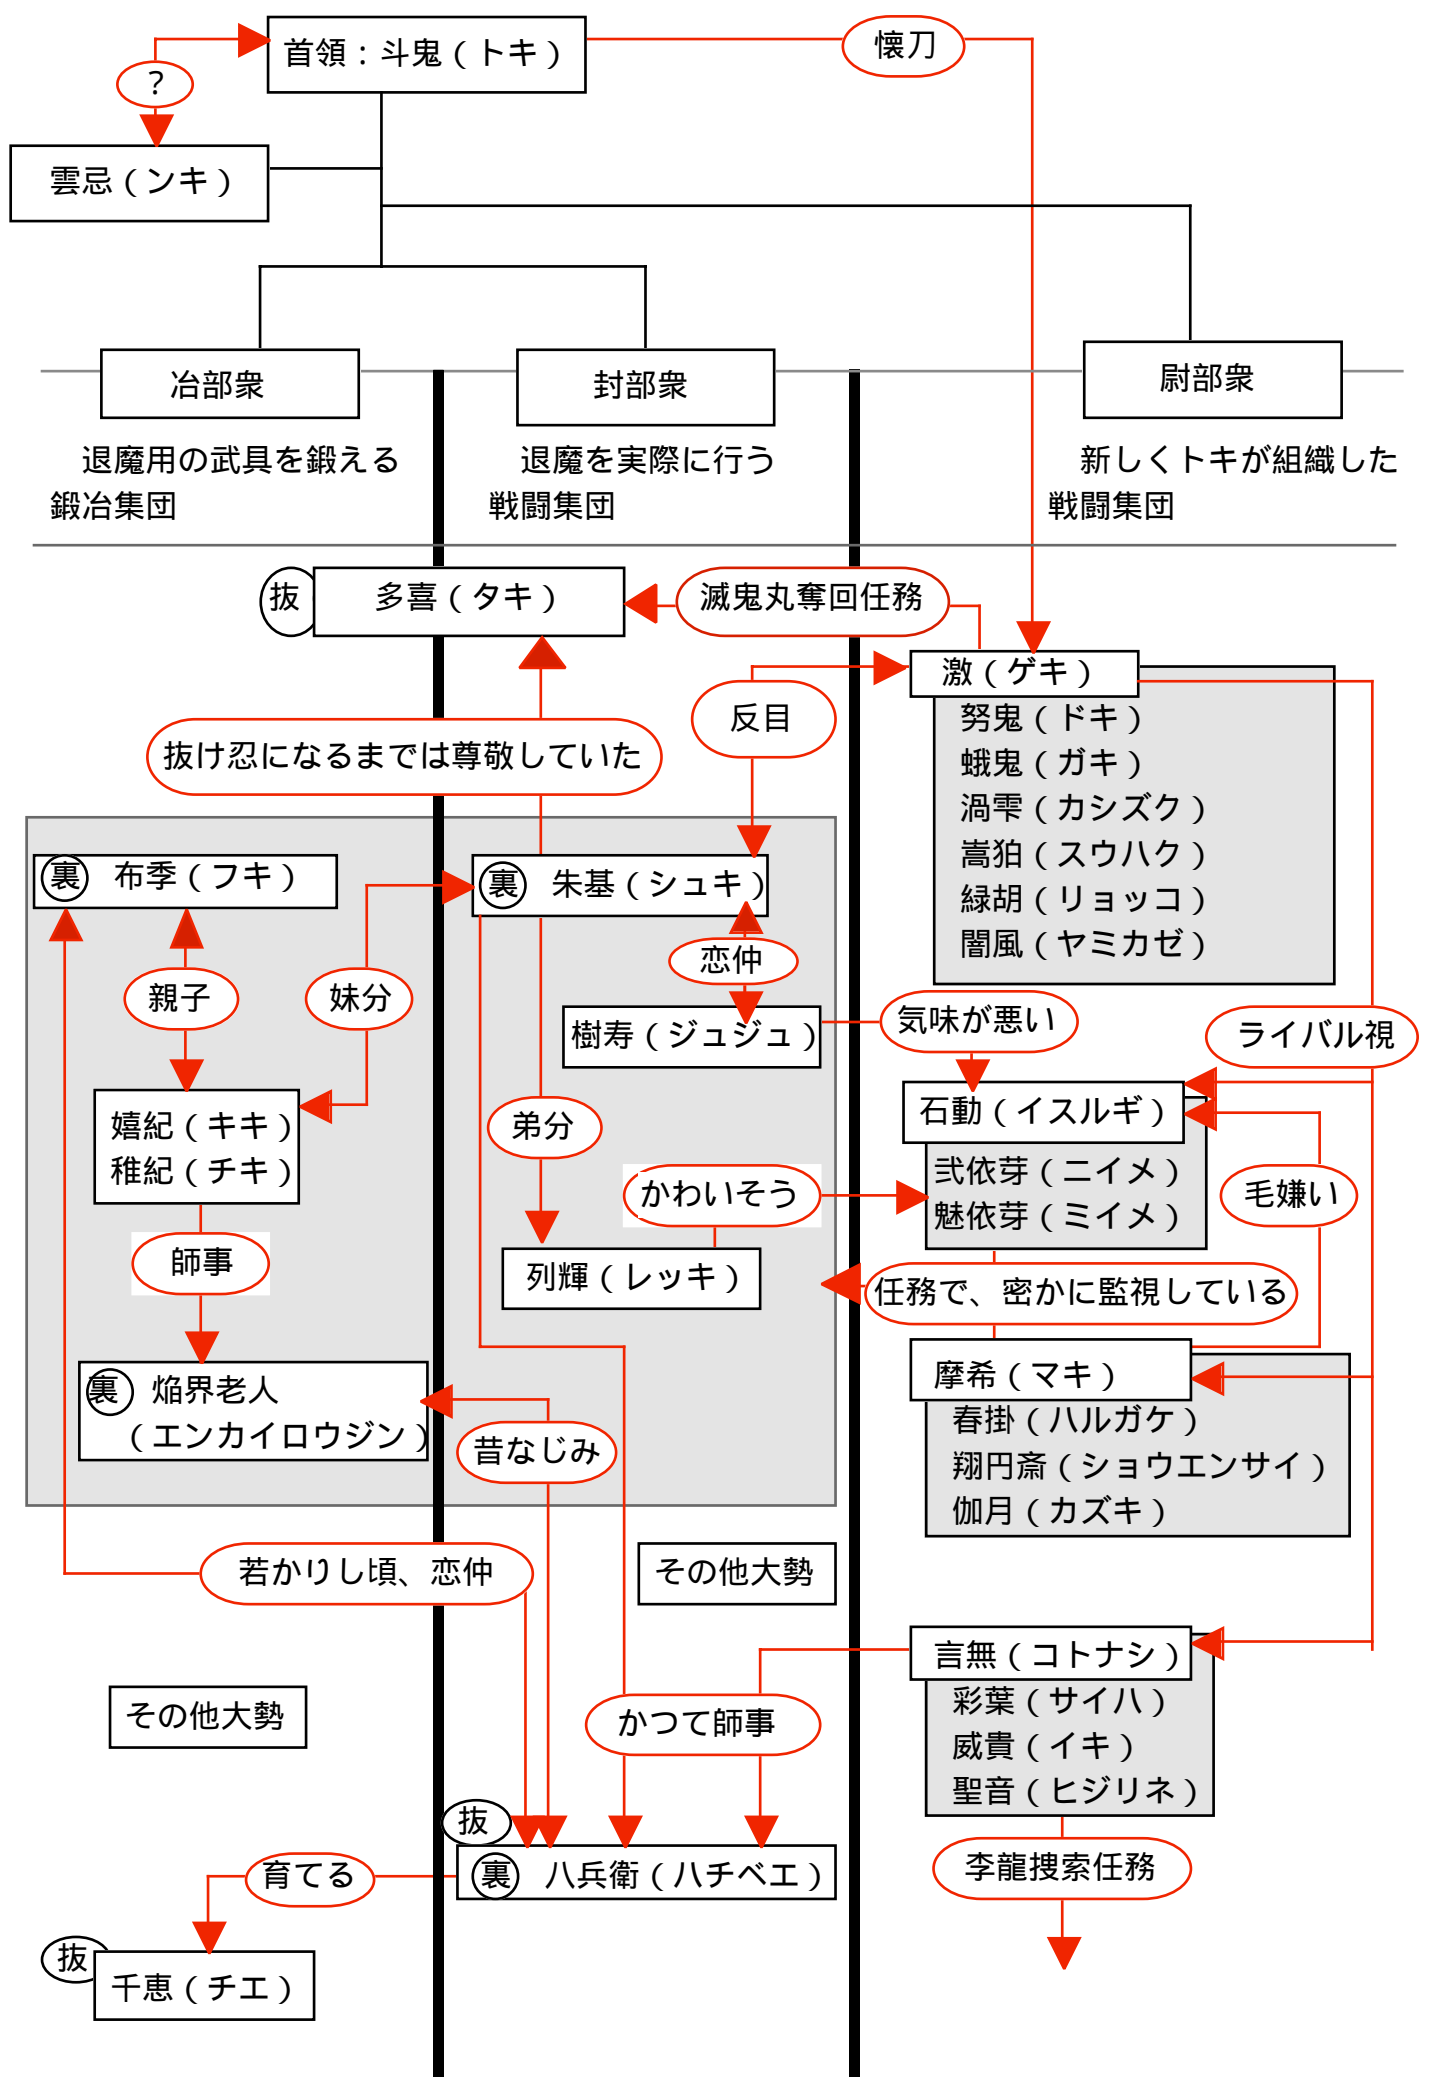 首領：斗鬼（トキ）
懐刀
？
雲忌（ンキ）
冶部衆
封部衆
尉部衆
退魔用の武具を鍛える
鍛冶集団
退魔を実際に行う
戦闘集団
新しくトキが組織した
戦闘集団
抜
多喜（タキ）
滅鬼丸奪回任務
激（ゲキ）
努鬼（ドキ）
蛾鬼（ガキ）
渦雫（カシズク）
嵩狛（スウハク）
緑胡（リョッコ）
闇風（ヤミカゼ）
反目
抜け忍になるまでは尊敬していた
裏 布季（フキ）
裏 朱基（シュキ）
恋仲
親子
妹分
樹寿（ジュジュ）
気味が悪い
ライバル視
嬉紀（キキ）
稚紀（チキ）
弟分
石動（イスルギ）
弐依芽（ニイメ）
魅依芽（ミイメ）
かわいそう
毛嫌い
師事
列輝（レッキ）
任務で、密かに監視している
裏 焔界老人
（エンカイロウジン）
昔なじみ
摩希（マキ）
春掛（ハルガケ）
翔円斎（ショウエンサイ）
伽月（カズキ）
若かりし頃、恋仲
その他大勢
言無（コトナシ）
彩葉（サイハ）
威貴（イキ）
聖音（ヒジリネ）
その他大勢
かつて師事
抜
裏 八兵衛（ハチベエ）
李龍捜索任務
育てる
抜
千恵（チエ）